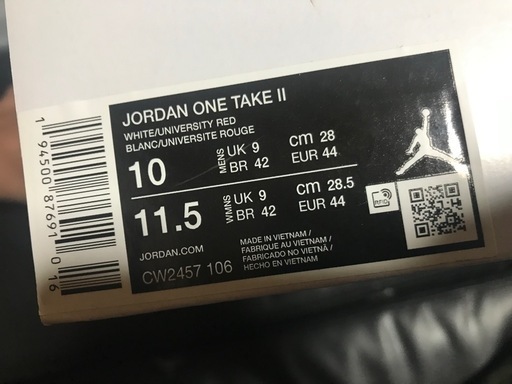 JORDAN ONE TAKE II
WHITE/UNIVERSITY RED
BLANC/UNIVERSITE ROUGE
10 MENS UK 9 cm 28
BR 42 EUR 44
11.5 WMNS UK 9 cm 28.5
BR 42 EUR 44
JORDAN.COM
CW2457 106
MADE IN VIETNAM /
FABRIQUE AU VIETNAM /
FABRICADO NO VIETNÃ /
HECHO EN VIETNAM
RFID
1 94500 87691 0 16